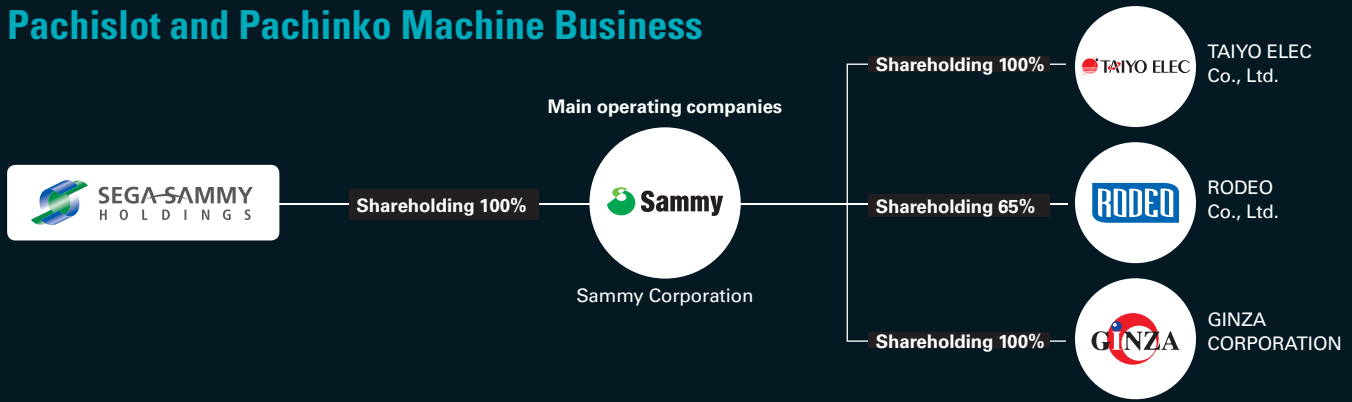 Pachislot and Pachinko Machine Business
Main operating companies
SEGA SAMMY
HOLDINGS
Shareholding 100%
Sammy
Sammy Corporation
Shareholding 100%
TAIYO ELEC
TAIYO ELEC
Co., Ltd.
Shareholding 65%
RODEO
RODEO
Co., Ltd.
Shareholding 100%
GINZA
GINZA
CORPORATION